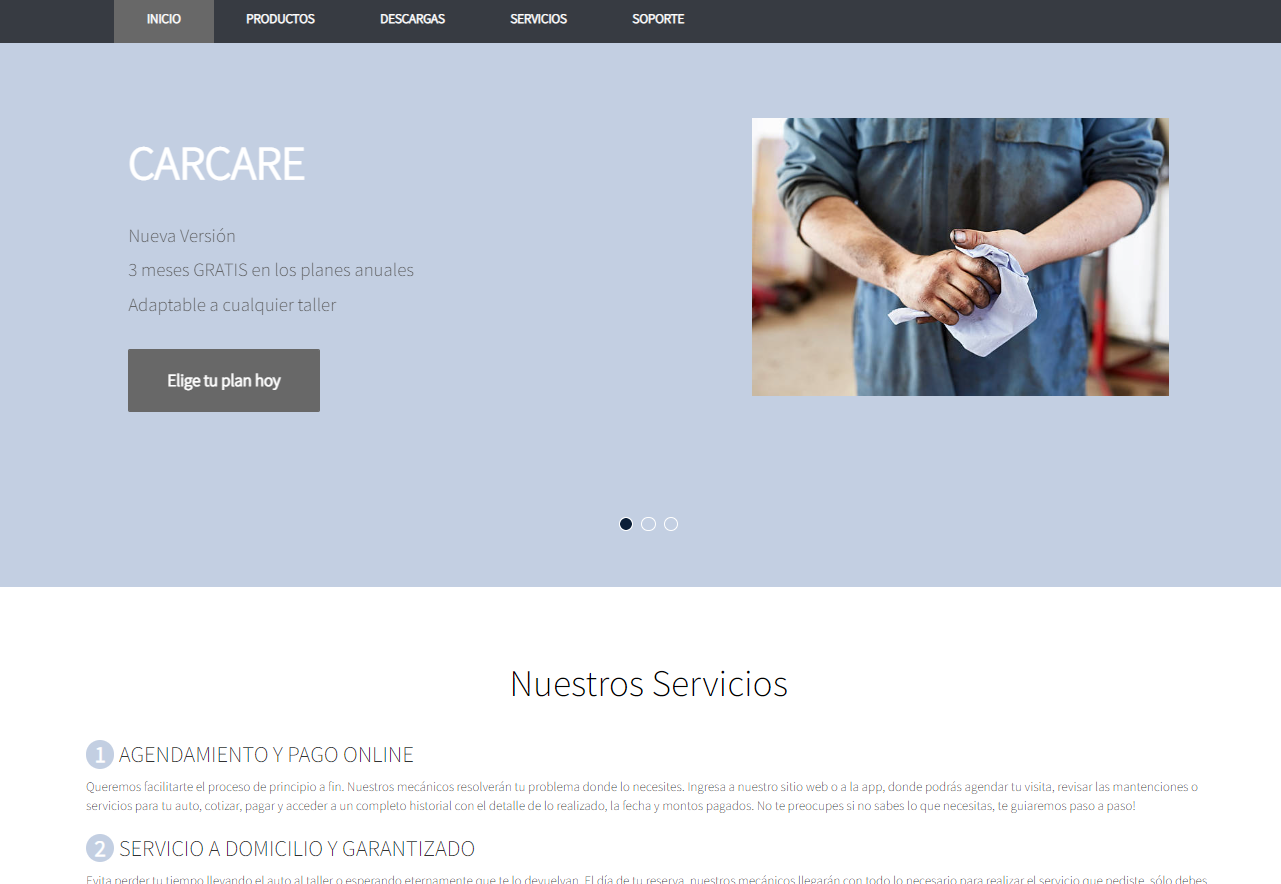 INICIO PRODUCTOS DESCARGAS SERVICIOS SOPORTE
CARCARE
Nueva Versión
3 meses GRATIS en los planes anuales
Adaptable a cualquier taller
Elige tu plan hoy
Nuestros Servicios
1 AGENDAMIENTO Y PAGO ONLINE
Queremos facilitarte el proceso de principio a fin. Nuestros mecánicos resolverán tu problema donde lo necesites. Ingresa a nuestro sitio web o a la app, donde podrás agendar tu visita, revisar las mantenciones o
servicios para tu auto, cotizar, pagar y acceder a un completo historial con el detalle de lo realizado, la fecha y montos pagados. No te preocupes si no sabes lo que necesitas, te guiaremos paso a paso!
2 SERVICIO A DOMICILIO Y GARANTIZADO
Evita perder tu tiempo llevando el auto al taller o esperando eternamente que te lo devuelvan. El día de tu reserva, nuestros mecánicos llegarán con todo lo necesario para realizar el servicio que pediste, sólo debes